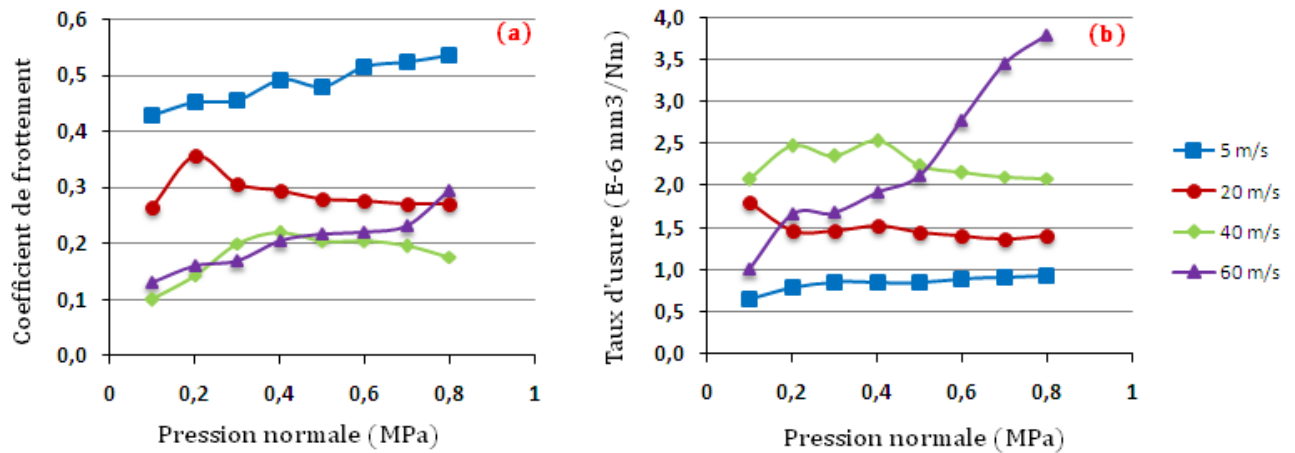 (a)
Coefficient de frottement
0,6
0,5
0,4
0,3
0,2
0,1
0,0
0 0,2 0,4 0,6 0,8 1
Pression normale (MPa)
(b)
Taux d'usure (E-6 mm3/Nm)
4,0
3,5
3,0
2,5
2,0
1,5
1,0
0,5
0,0
0 0,2 0,4 0,6 0,8 1
Pression normale (MPa)
5 m/s
20 m/s
40 m/s
60 m/s